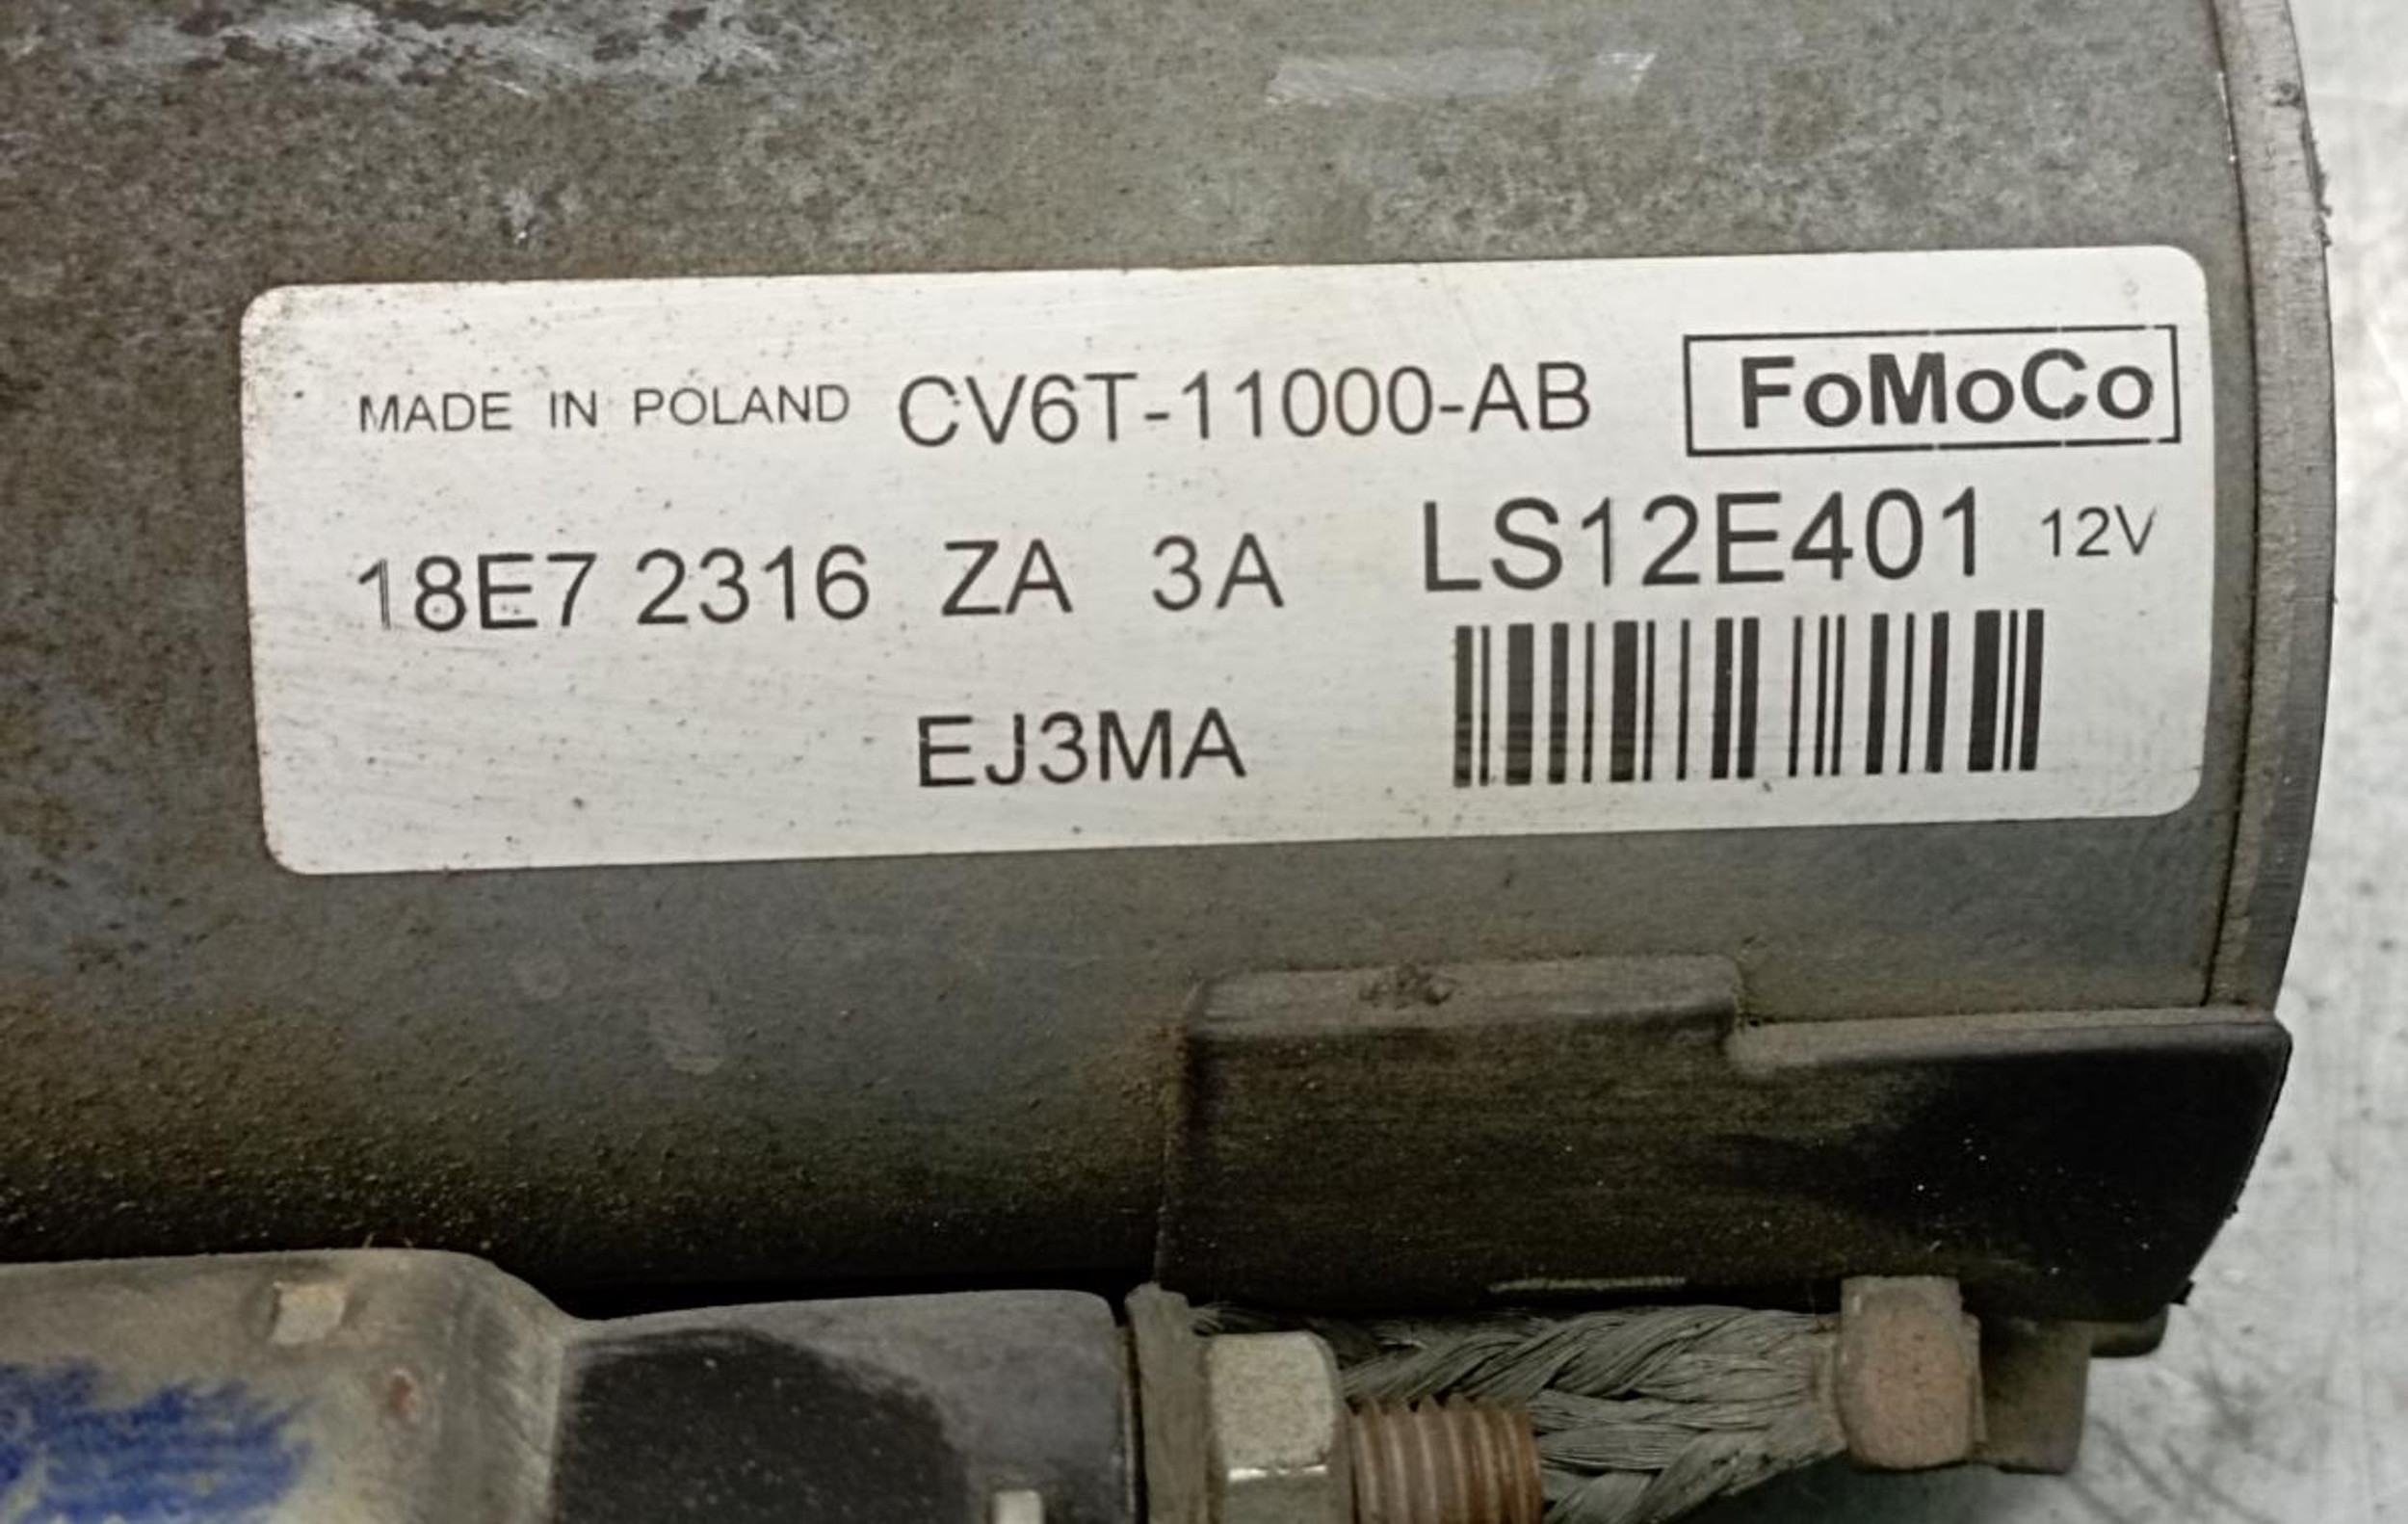 MADE IN POLAND CV6T-11000-AB FoMoCo
18E7 2316 ZA 3A LS12E401 12V
EJ3MA